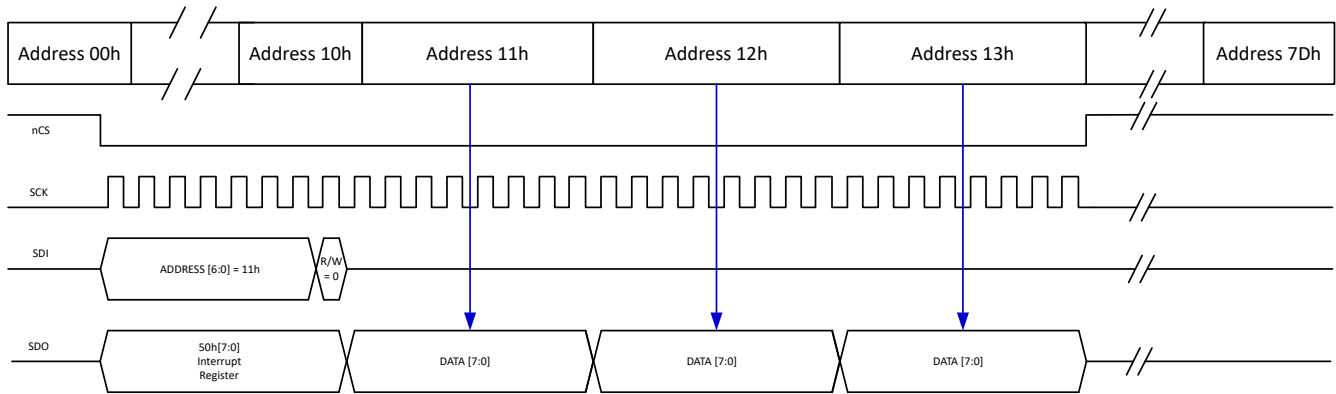 Address 00h
Address 10h
Address 11h
Address 12h
Address 13h
Address 7Dh
nCS
SCK
SDI
ADDRESS [6:0] = 11h
R/W
= 0
SDO
50h[7:0]
Interrupt
Register
DATA [7:0]
DATA [7:0]
DATA [7:0]